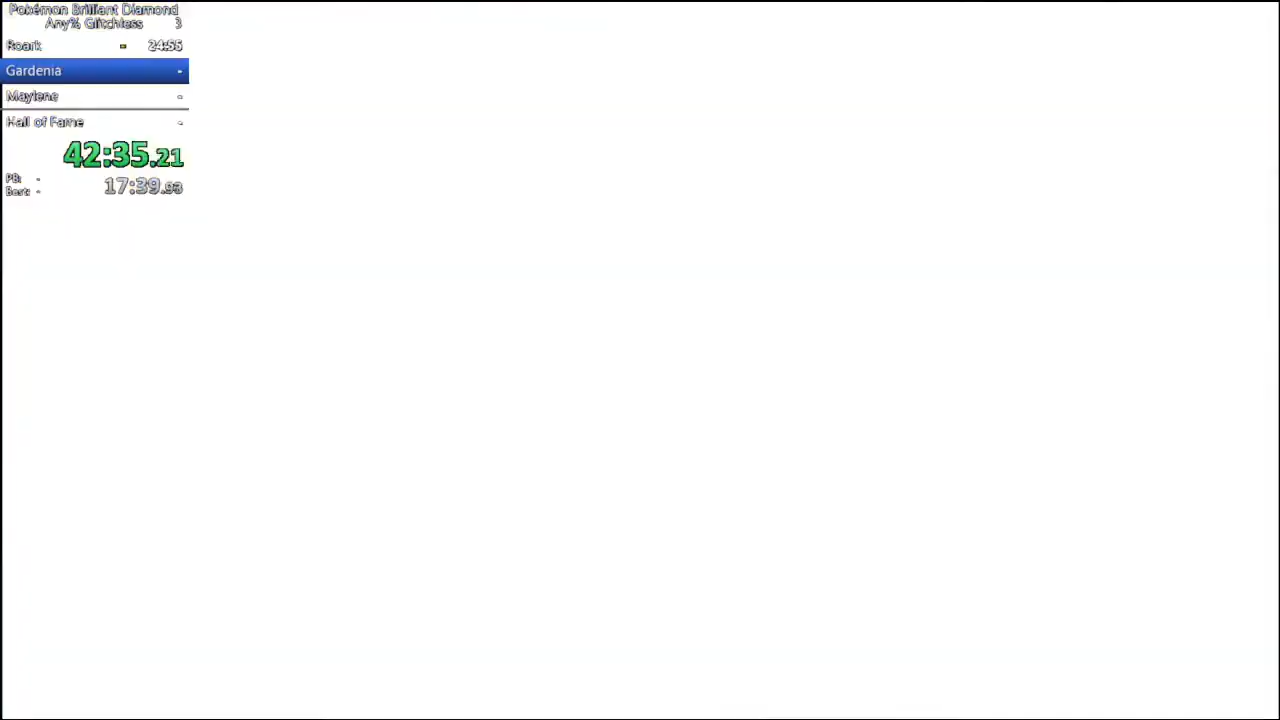 Pokémon Brilliant Diamond
Any% Glitchless 3
Roark - 24:55
Gardenia -
Maylene -
Hall of Fame -
42:35.21
PB: -
Best: - 17:39.93